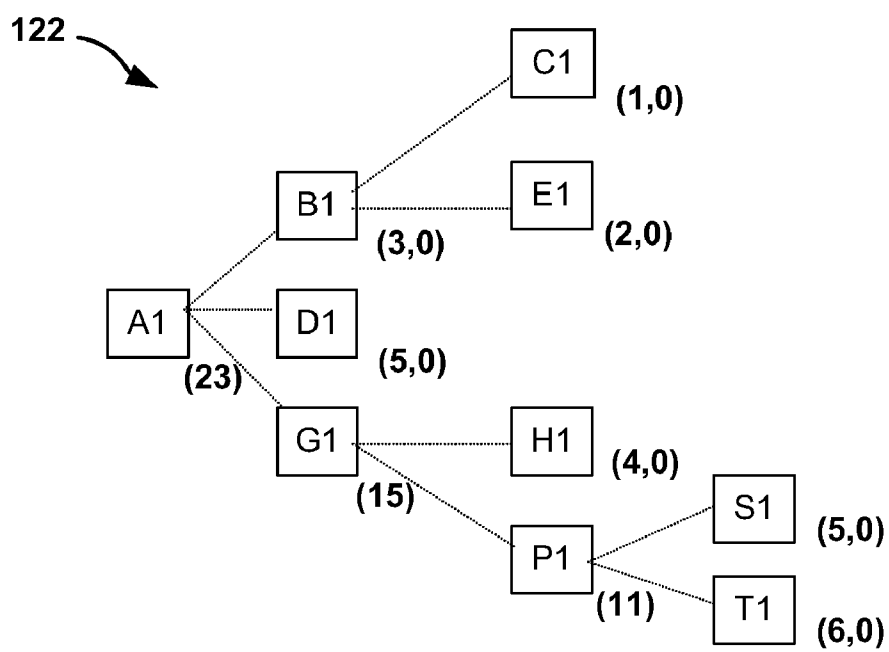 122
C1
(1,0)
B1
E1
(3,0)
(2,0)
A1
D1
(23)
(5,0)
G1
H1
(15)
(4,0)
S1
(5,0)
P1
(11)
T1
(6,0)